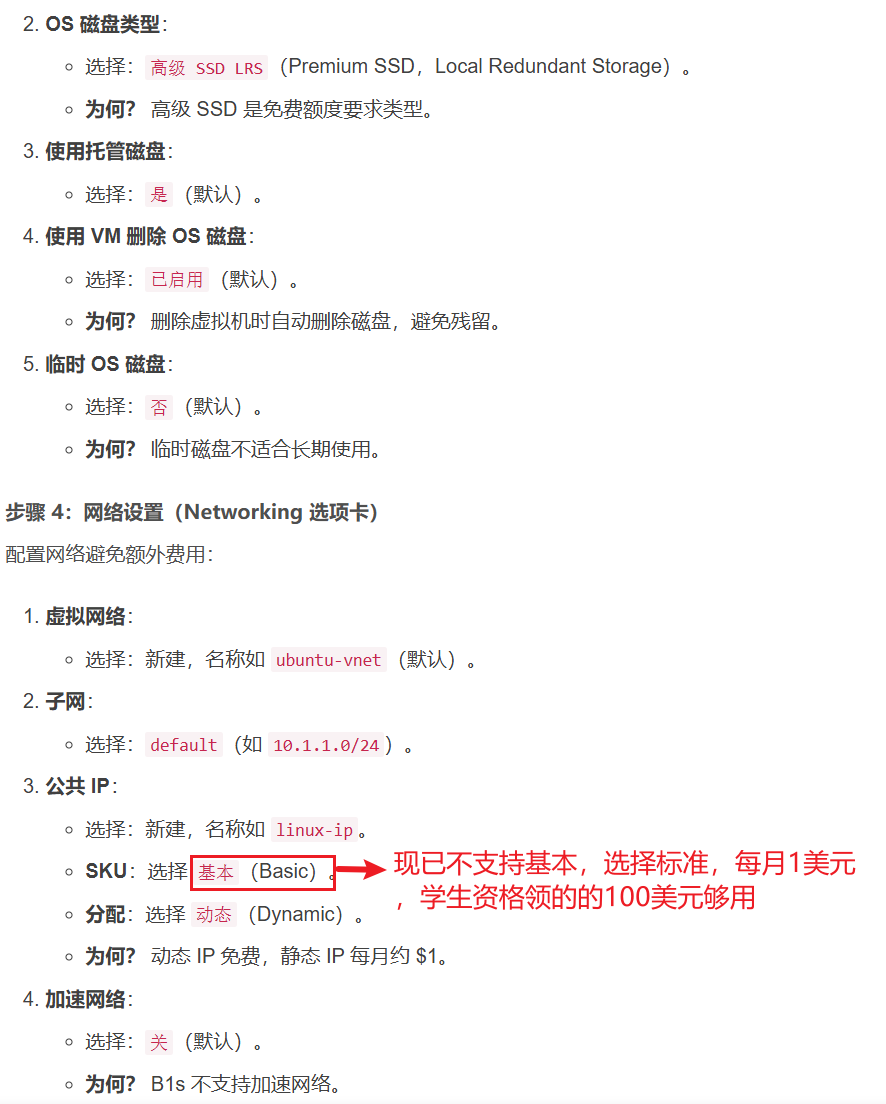 2. OS 磁盘类型：
选择： 高级 SSD LRS （Premium SSD，Local Redundant Storage）。
为何？ 高级 SSD 是免费额度要求类型。
3. 使用托管磁盘：
选择： 是 （默认）。
4. 使用 VM 删除 OS 磁盘：
选择： 已启用 （默认）。
为何？ 删除虚拟机时自动删除磁盘，避免残留。
5. 临时 OS 磁盘：
选择： 否 （默认）。
为何？ 临时磁盘不适合长期使用。
步骤 4：网络设置（Networking 选项卡）
配置网络避免额外费用：
1. 虚拟网络：
选择：新建，名称如 ubuntu-vnet （默认）。
2. 子网：
选择： default （如 10.1.1.0/24 ）。
3. 公共 IP：
选择：新建，名称如 linux-ip 。
SKU：选择 基本 （Basic）。
现已不支持基本，选择标准，每月1美元
，学生资格领的的100美元够用
分配：选择 动态 （Dynamic）。
为何？ 动态 IP 免费，静态 IP 每月约 $1。
4. 加速网络：
选择： 关 （默认）。
为何？ B1s 不支持加速网络。